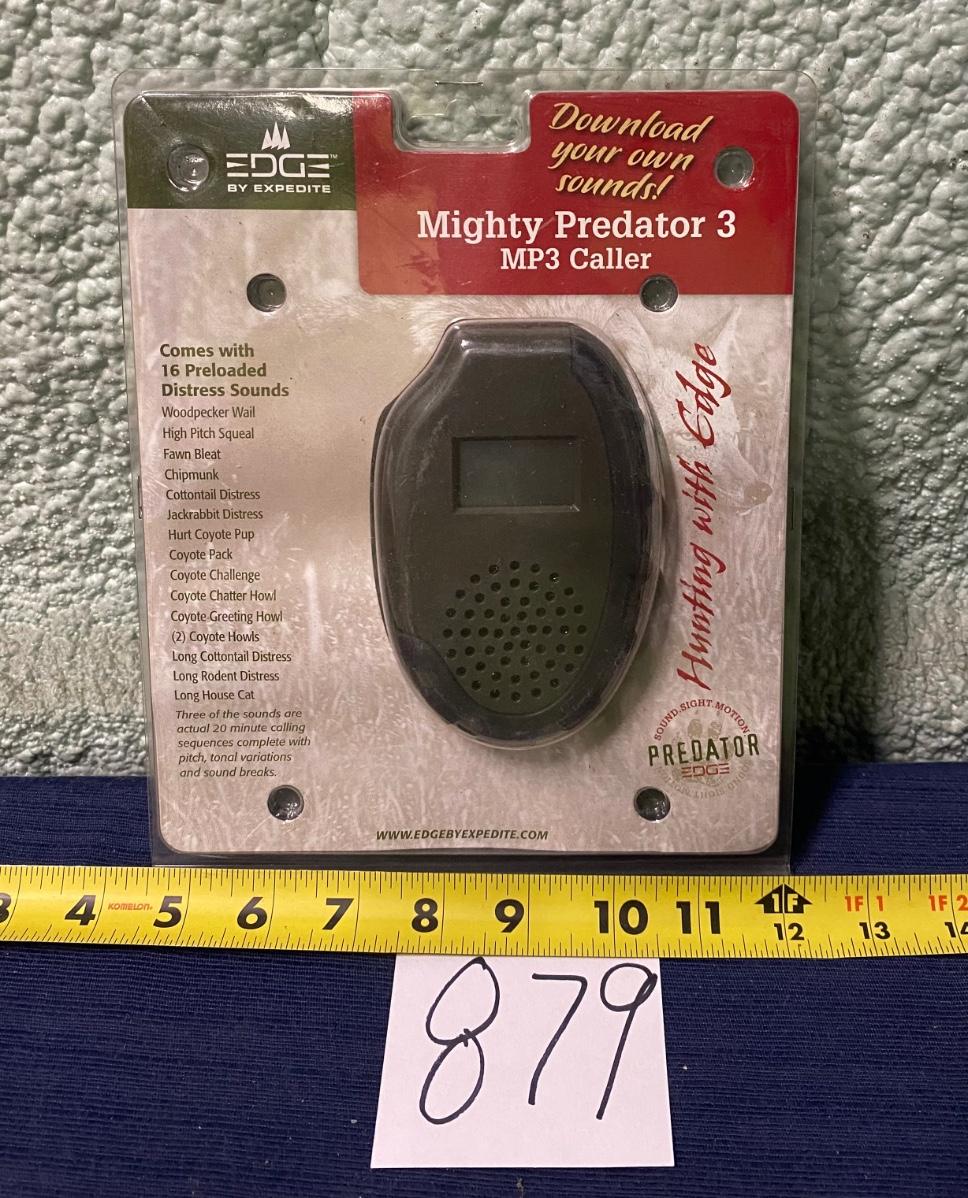 EDGE™
BY EXPEDITE
Download
your own
sounds!
Mighty Predator 3
MP3 Caller
Comes with
16 Preloaded
Distress Sounds
Woodpecker Wail
High Pitch Squeal
Fawn Bleat
Chipmunk
Cottontail Distress
Jackrabbit Distress
Hurt Coyote Pup
Coyote Pack
Coyote Challenge
Coyote Chatter Howl
Coyote Greeting Howl
(2) Coyote Howls
Long Cottontail Distress
Long Rodent Distress
Long House Cat
Three of the sounds are
actual 20 minute calling
sequences complete with
pitch, tonal variations
and sound breaks.
Hunting with Edge
SOUND.SIGHT.MOTION
PREDATOR
EDGE
WWW.EDGEBYEXPEDITE.COM
3 4 KOMELON 5 6 7 8 9 10 11 1F 12 1F 1 13 1F 2 14
879